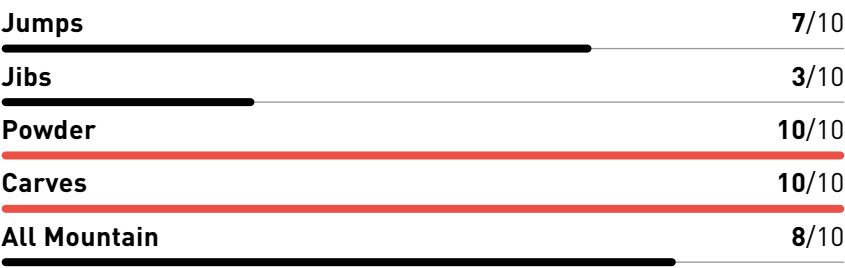 Jumps 7/10
Jibs 3/10
Powder 10/10
Carves 10/10
All Mountain 8/10